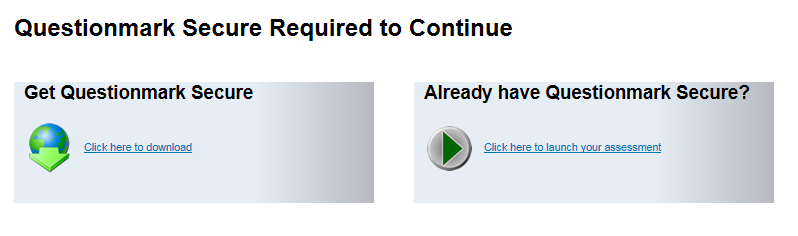 Questionmark Secure Required to Continue
Get Questionmark Secure
Click here to download
Already have Questionmark Secure?
Click here to launch your assessment